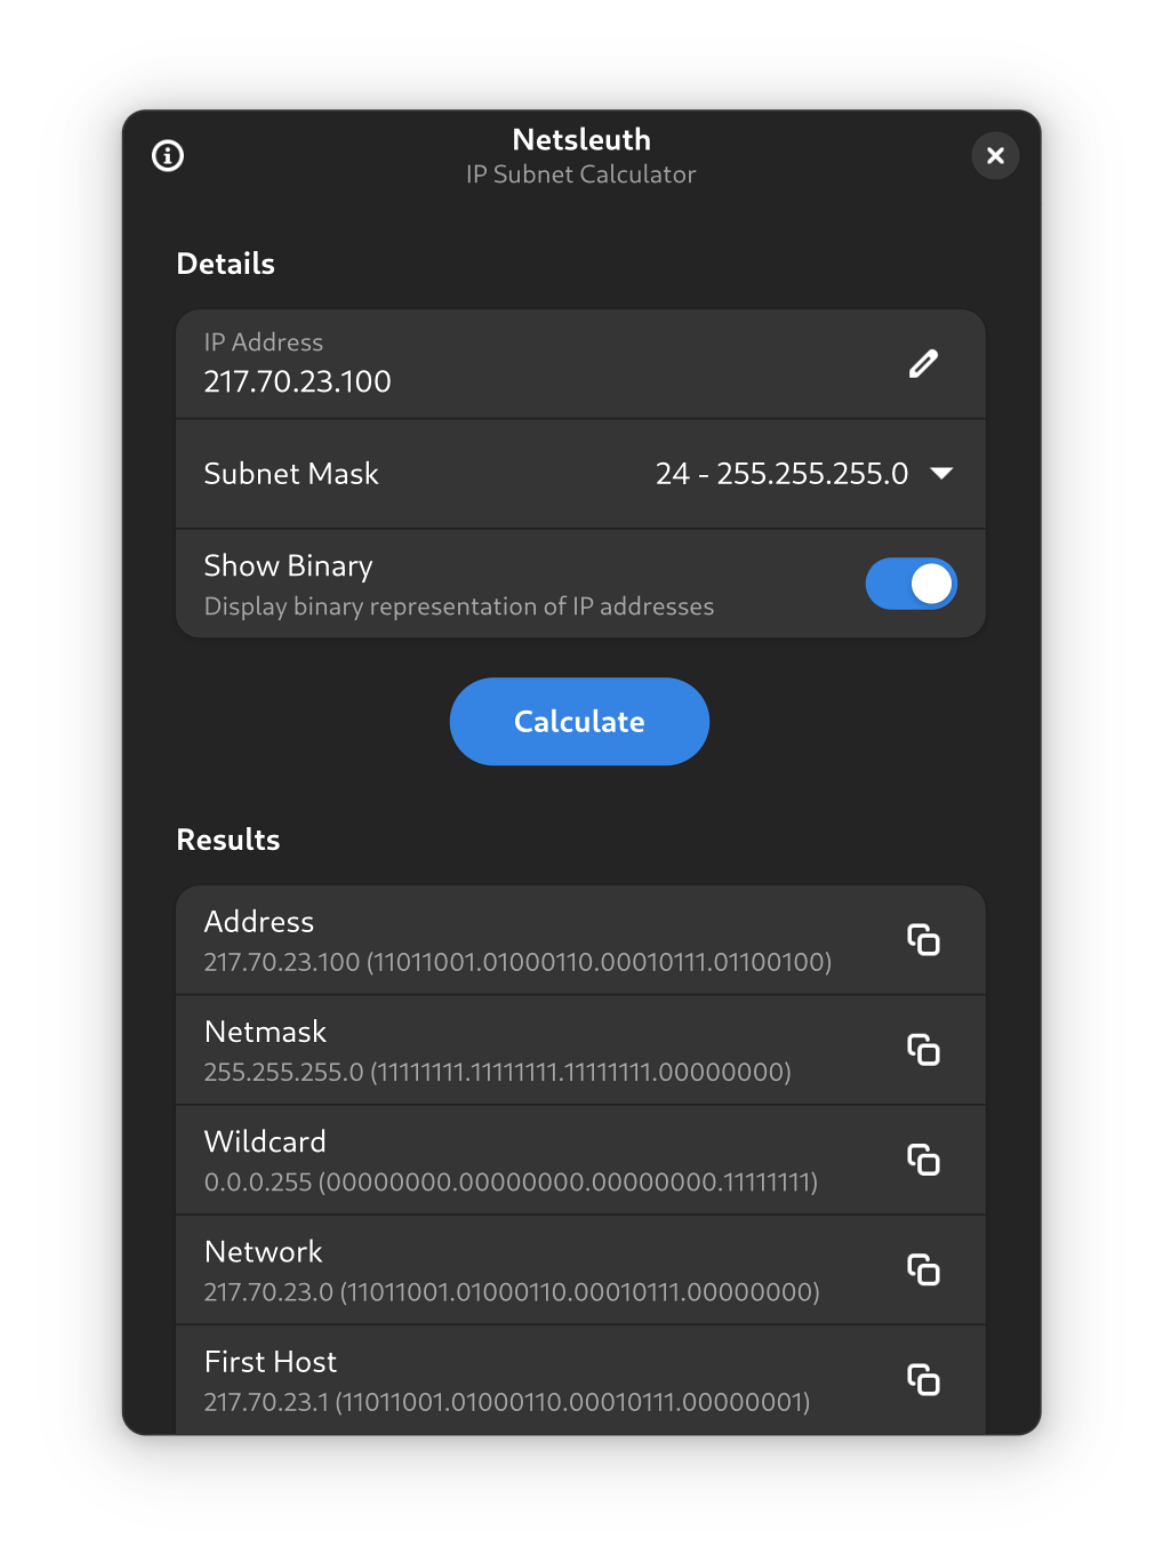 Netsleuth
IP Subnet Calculator
Details
IP Address
217.70.23.100
Subnet Mask
24 - 255.255.255.0
Show Binary
Display binary representation of IP addresses
Calculate
Results
Address
217.70.23.100 (11011001.01000110.00010111.01100100)
Netmask
255.255.255.0 (11111111.11111111.11111111.00000000)
Wildcard
0.0.0.255 (00000000.00000000.00000000.11111111)
Network
217.70.23.0 (11011001.01000110.00010111.00000000)
First Host
217.70.23.1 (11011001.01000110.00010111.00000001)